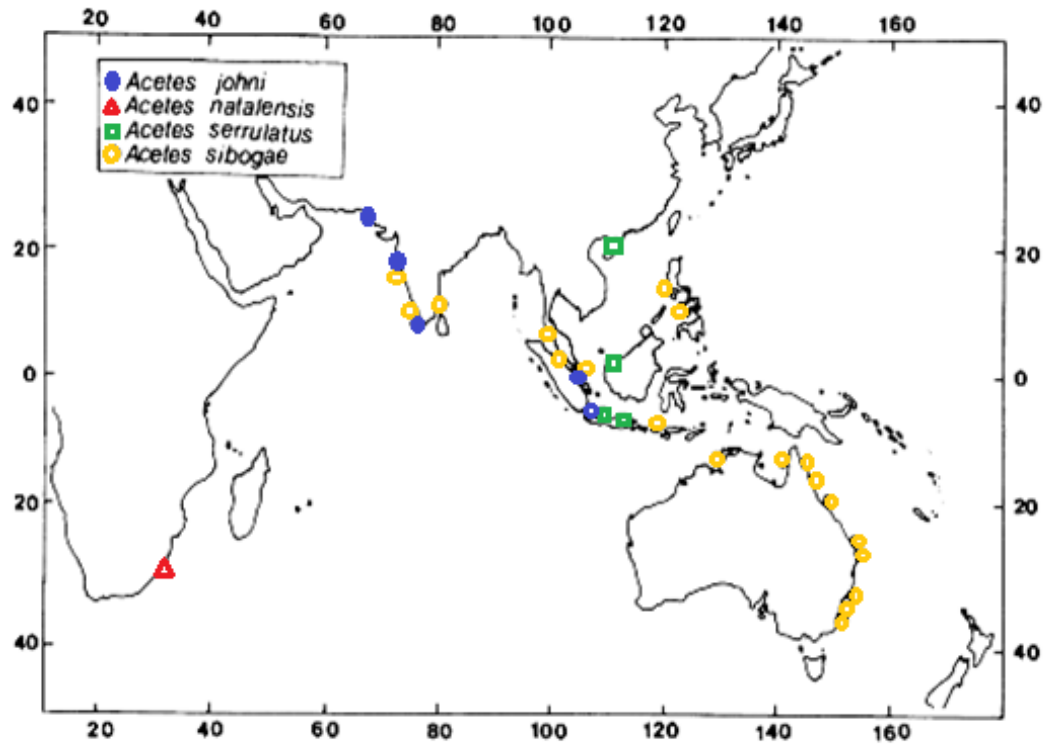 20 40 60 80 100 120 140 160
Acetes johni
Acetes natalensis
Acetes serrulatus
Acetes sibogae
40 40
20 20
0 0
20 20
40 40
20 40 60 80 100 120 140 160